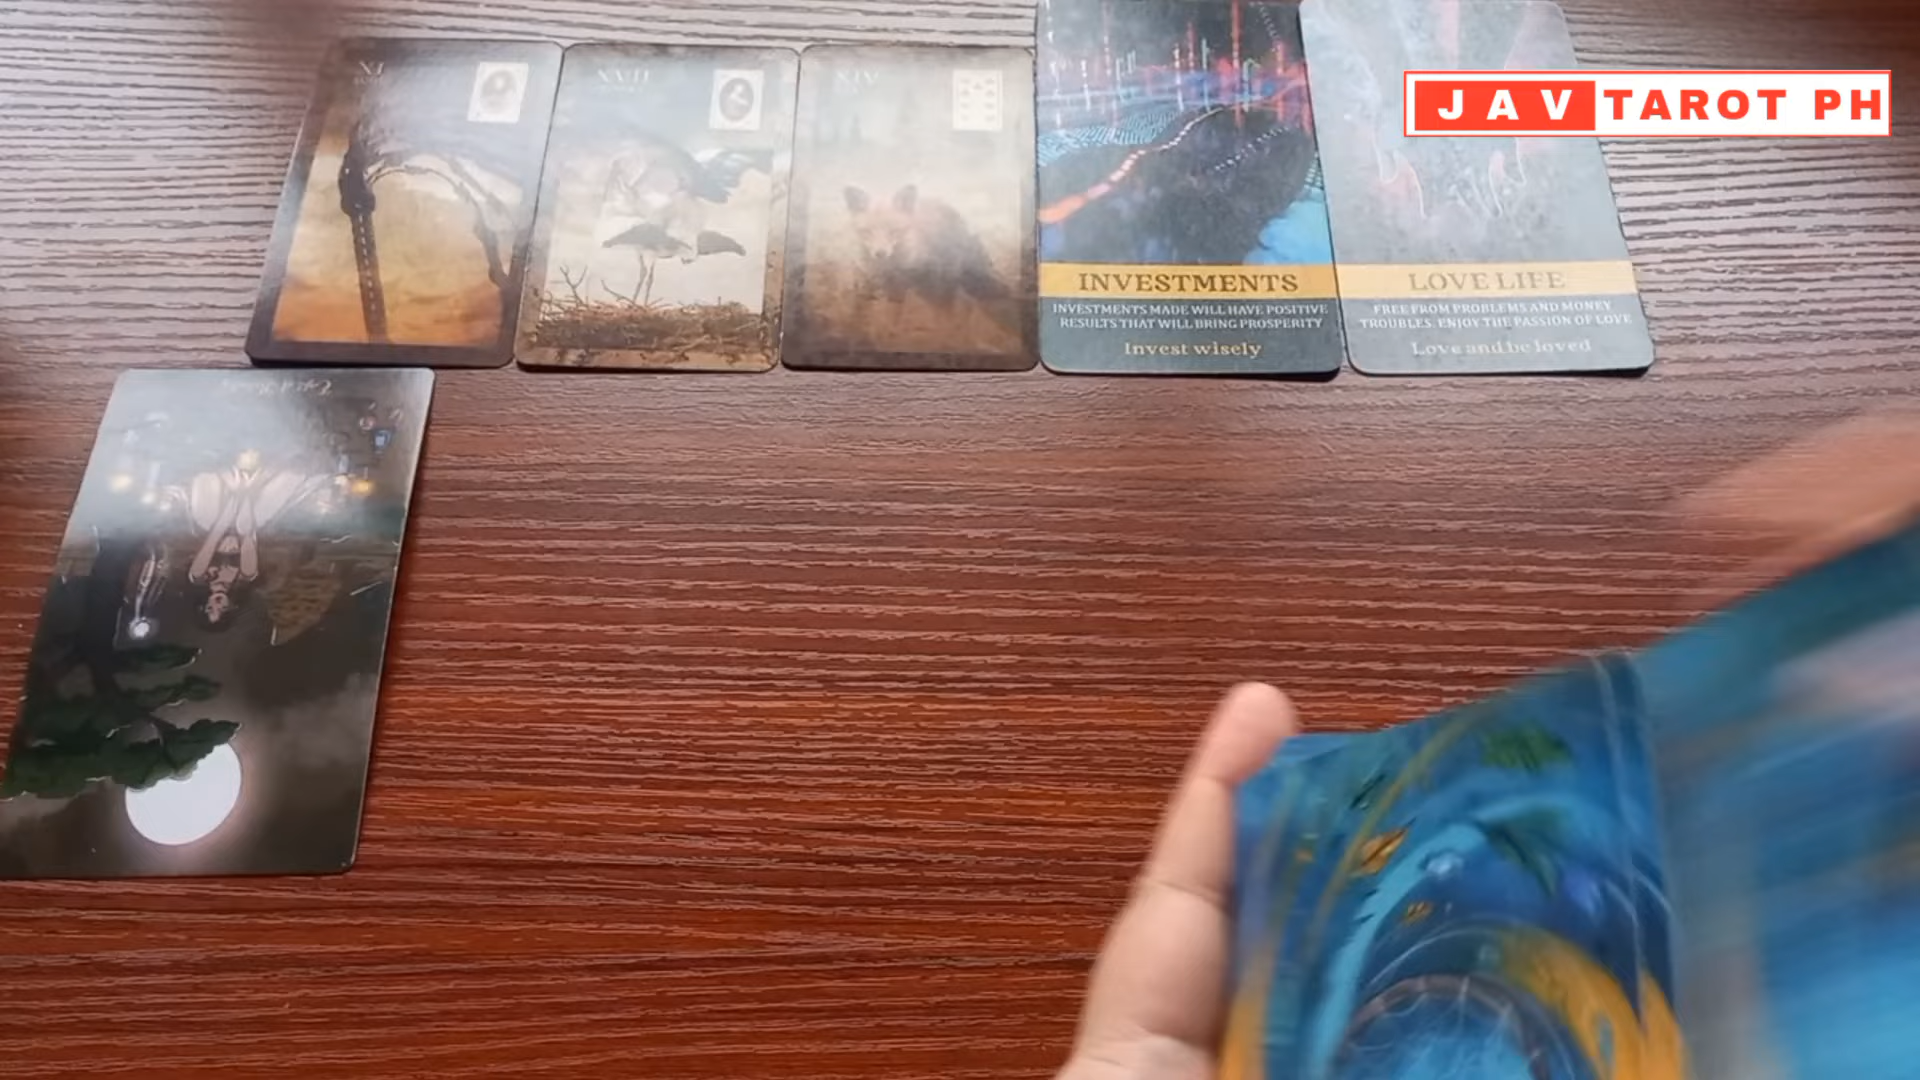 XI
XVII
XIV
JAV TAROT PH
INVESTMENTS
INVESTMENTS MADE WILL HAVE POSITIVE
RESULTS THAT WILL BRING PROSPERITY
Invest wisely
LOVE LIFE
FREE FROM PROBLEMS AND MONEY
TROUBLES. ENJOY THE PASSION OF LOVE
Love and be loved